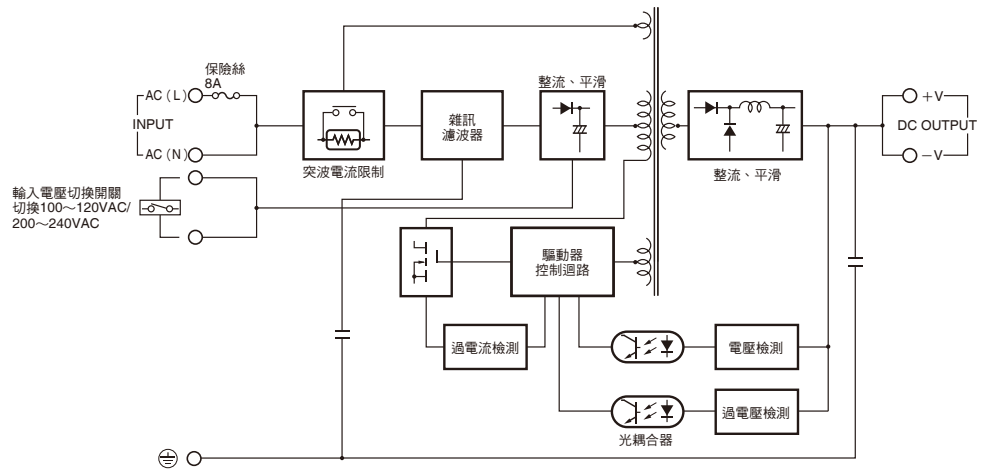 保險絲
8A
AC（L）
INPUT
AC（N）
輸入電壓切換開關
切換100～120VAC/
200～240VAC
突波電流限制
雜訊
濾波器
整流、平滑
整流、平滑
+V
DC OUTPUT
−V
驅動器
控制迴路
過電流檢測
電壓檢測
過電壓檢測
光耦合器